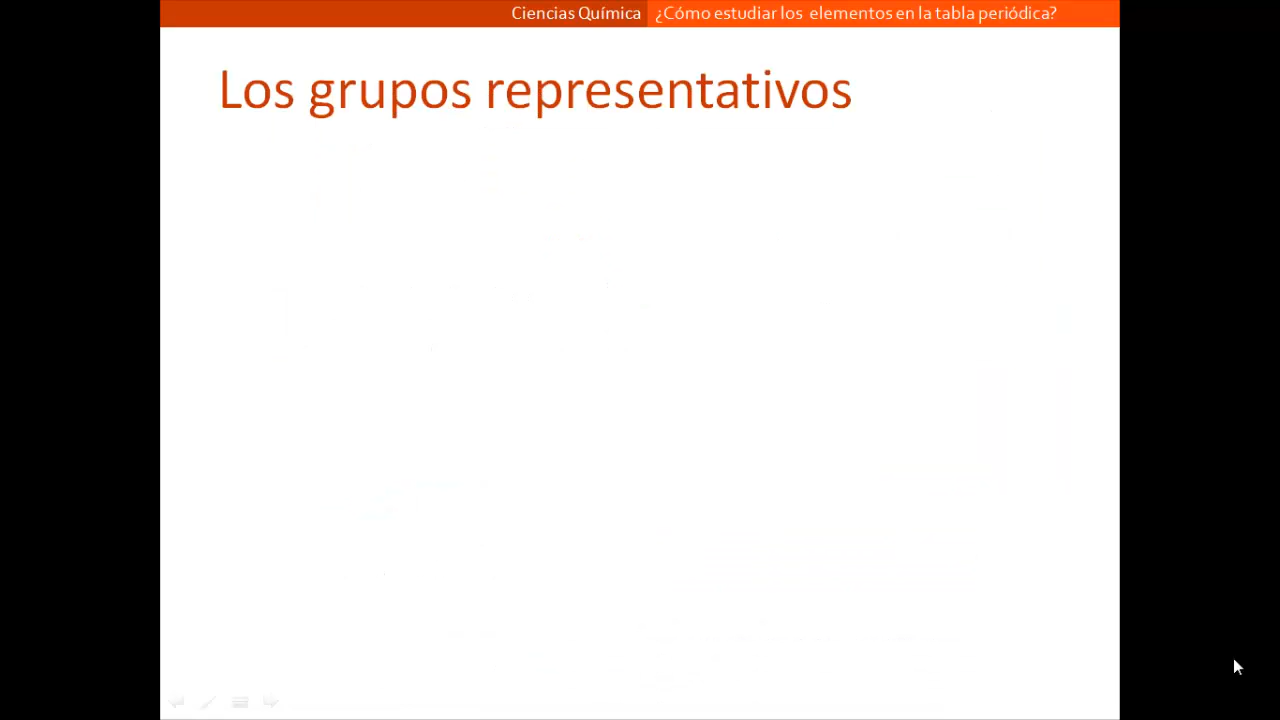 Ciencias Química ¿Cómo estudiar los elementos en la tabla periódica?
Los grupos representativos